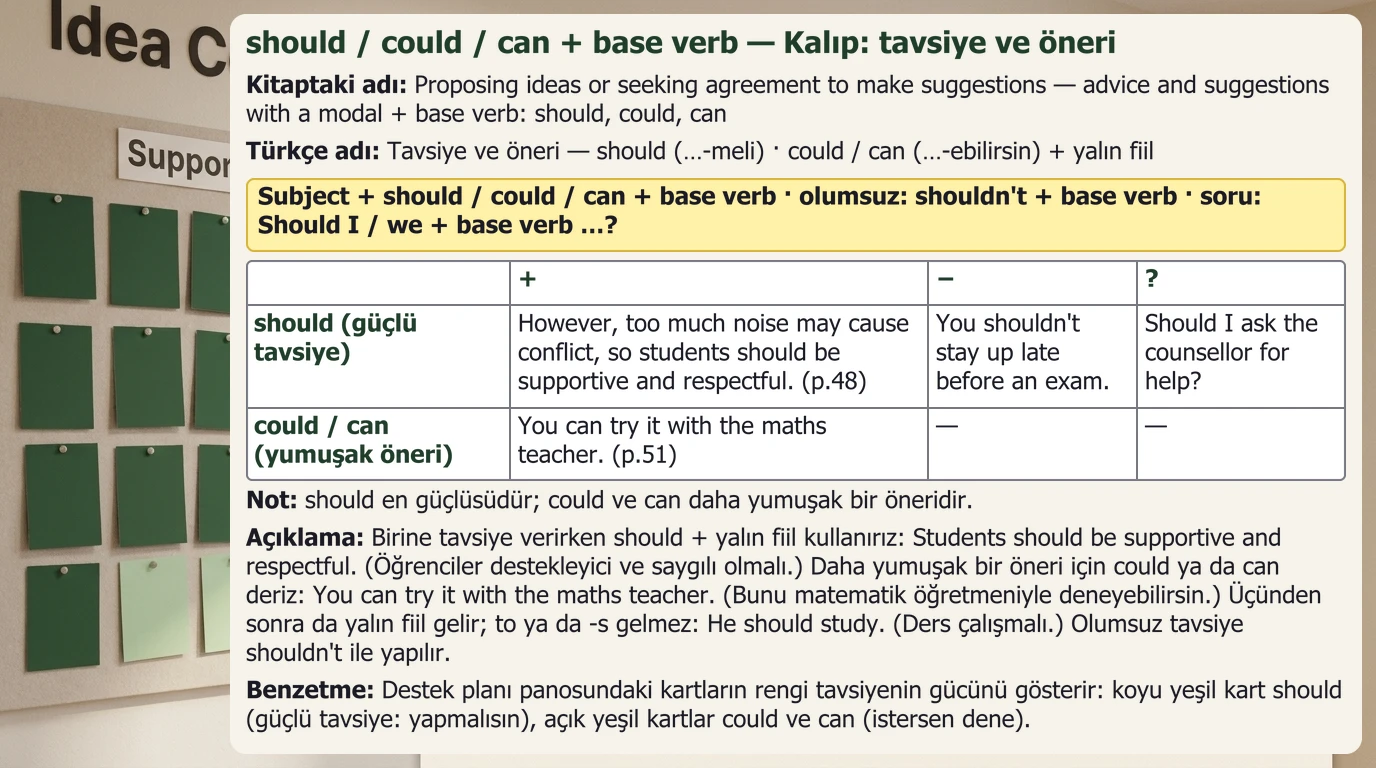 Idea C
Suppor
should / could / can + base verb — Kalıp: tavsiye ve öneri
Kitaptaki adı: Proposing ideas or seeking agreement to make suggestions — advice and suggestions
with a modal + base verb: should, could, can
Türkçe adı: Tavsiye ve öneri — should (…-meli) · could / can (…-ebilirsin) + yalın fiil
Subject + should / could / can + base verb · olumsuz: shouldn't + base verb · soru:
Should I / we + base verb …?
+ – ?
should (güçlü tavsiye)
However, too much noise may cause
conflict, so students should be
supportive and respectful. (p.48)
You shouldn't
stay up late
before an exam.
Should I ask the
counsellor for
help?
could / can
(yumuşak öneri)
You can try it with the maths
teacher. (p.51)
—
—
Not: should en güçlüsüdür; could ve can daha yumuşak bir öneridir.
Açıklama: Birine tavsiye verirken should + yalın fiil kullanırız: Students should be supportive and
respectful. (Öğrenciler destekleyici ve saygılı olmalı.) Daha yumuşak bir öneri için could ya da can
deriz: You can try it with the maths teacher. (Bunu matematik öğretmeniyle deneyebilirsin.) Üçünden
sonra da yalın fiil gelir; to ya da -s gelmez: He should study. (Ders çalışmalı.) Olumsuz tavsiye
shouldn't ile yapılır.
Benzetme: Destek planı panosundaki kartların rengi tavsiyenin gücünü gösterir: koyu yeşil kart should
(güçlü tavsiye: yapmalısın), açık yeşil kartlar could ve can (istersen dene).